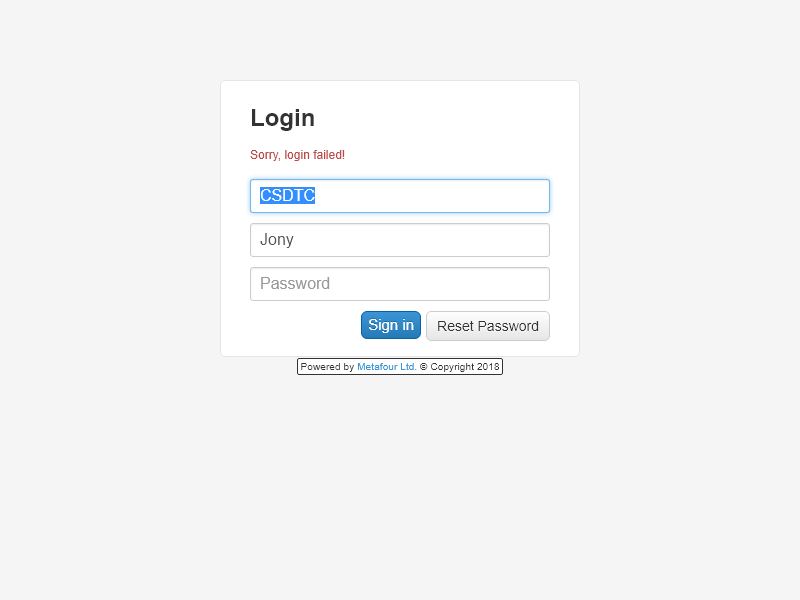 Login
Sorry, login failed!
CSDTC
Jony
Password
Sign in Reset Password
Powered by Metafour Ltd. © Copyright 2018